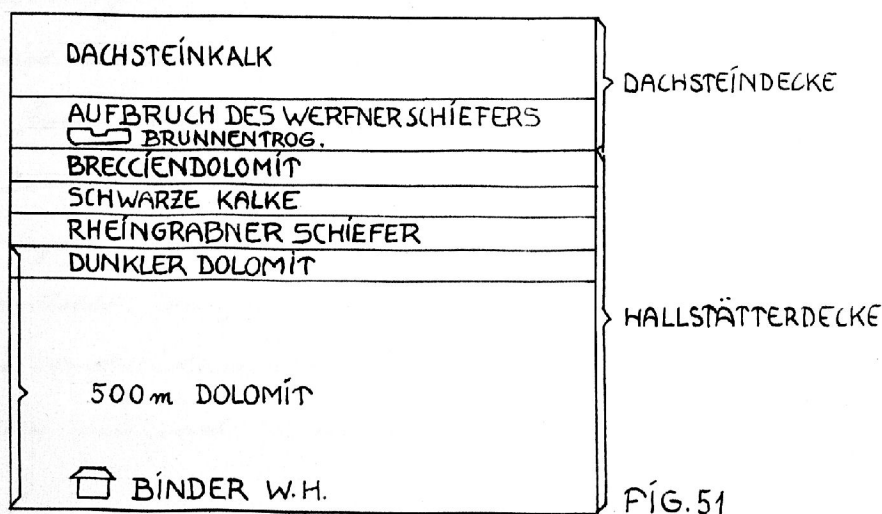 DACHSTEINKALK
DACHSTEINDECKE
AUFBRUCH DES WERFNER SCHIEFERS
BRUNNENTROG.
BRECCIENDOLOMIT
SCHWARZE KALKE
RHEINGRABNER SCHIEFER
DUNKLER DOLOMIT
HALLSTÄTTERDECKE
500m DOLOMIT
BINDER W.H.
FIG.51